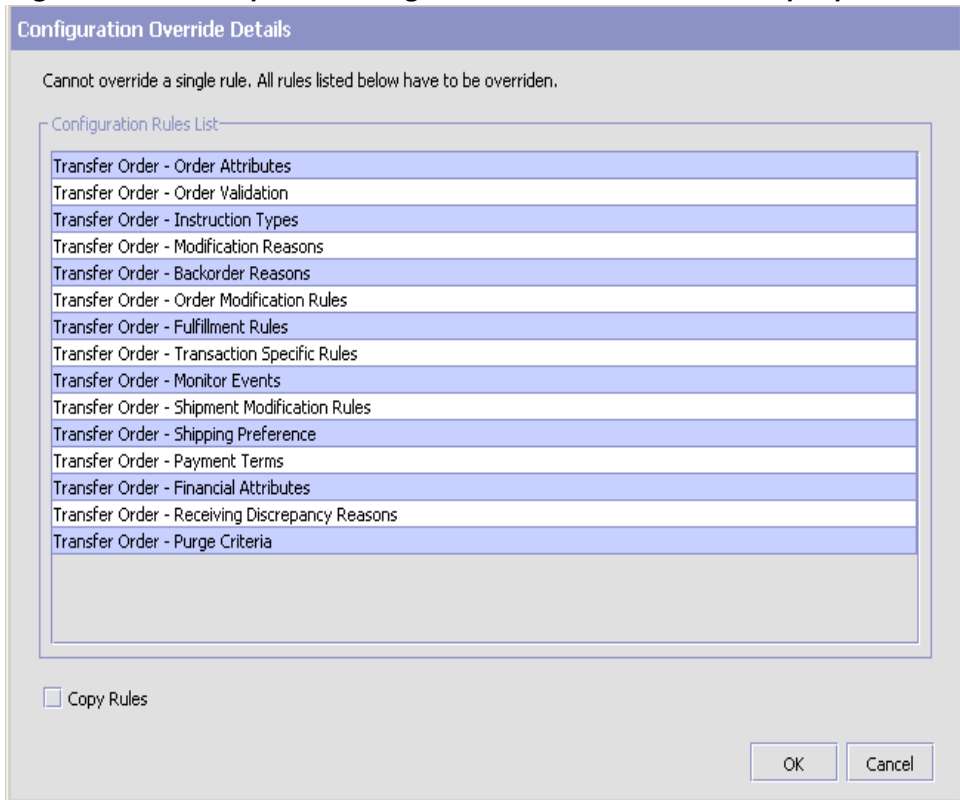 Configuration Override Details
Cannot override a single rule. All rules listed below have to be overriden.
Configuration Rules List
Transfer Order - Order Attributes
Transfer Order - Order Validation
Transfer Order - Instruction Types
Transfer Order - Modification Reasons
Transfer Order - Backorder Reasons
Transfer Order - Order Modification Rules
Transfer Order - Fulfillment Rules
Transfer Order - Transaction Specific Rules
Transfer Order - Monitor Events
Transfer Order - Shipment Modification Rules
Transfer Order - Shipping Preference
Transfer Order - Payment Terms
Transfer Order - Financial Attributes
Transfer Order - Receiving Discrepancy Reasons
Transfer Order - Purge Criteria
Copy Rules
OK Cancel